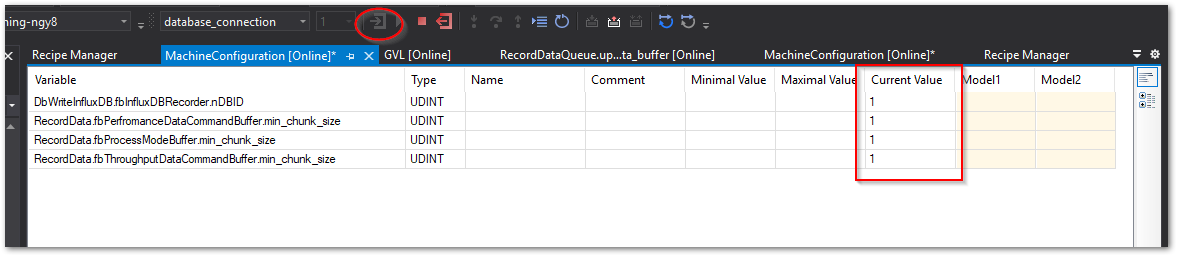 ning-ngy8 database_connection 1
Recipe Manager MachineConfiguration [Online]* GVL [Online] RecordDataQueue.up...ta_buffer [Online] MachineConfiguration [Online]* Recipe Manager
Variable Type Name Comment Minimal Value Maximal Value Current Value Model1 Model2
DbWriteInfluxDB.fbInfluxDBRecorder.nDBID UDINT 1
RecordData.fbPerfromanceDataCommandBuffer.min_chunk_size UDINT 1
RecordData.fbProcessModeBuffer.min_chunk_size UDINT 1
RecordData.fbThroughputDataCommandBuffer.min_chunk_size UDINT 1